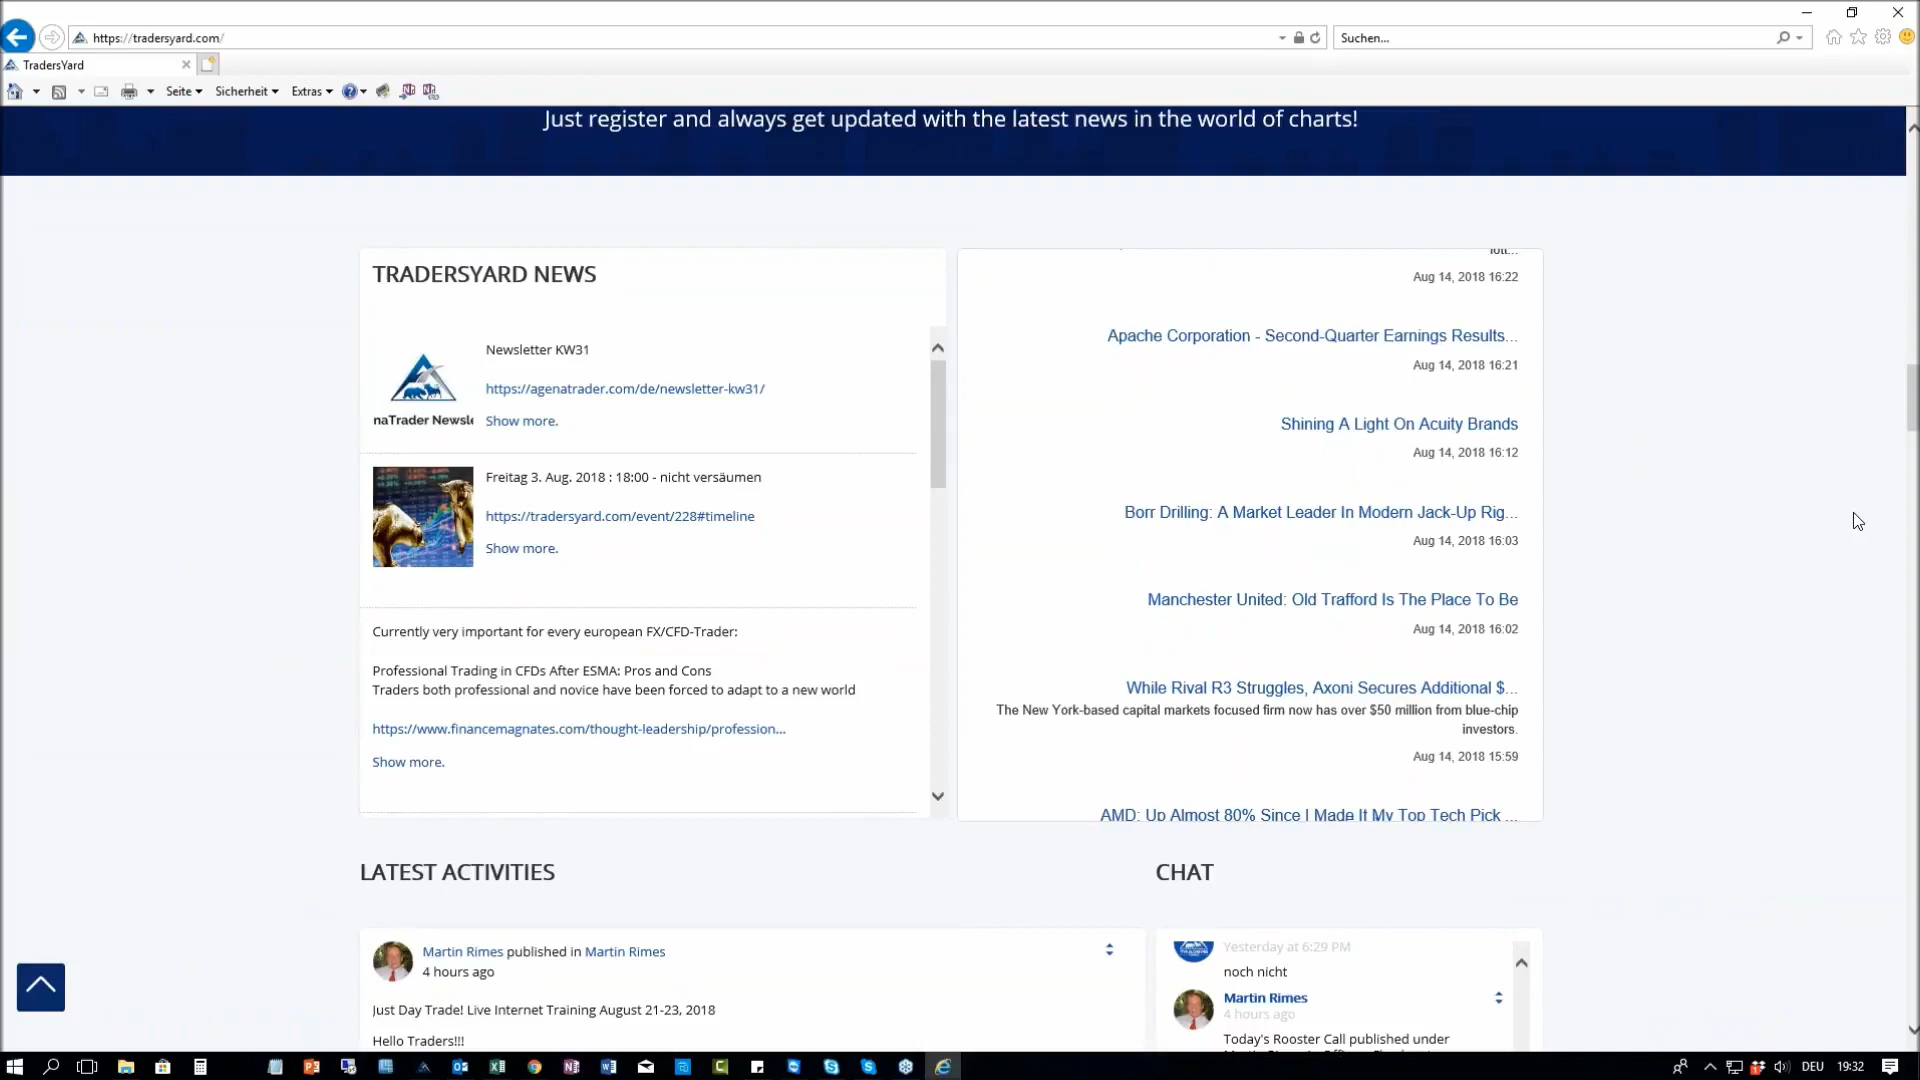 https://tradersyard.com/
Suchen...
TradersYard
Seite
Sicherheit
Extras
Just register and always get updated with the latest news in the world of charts!
TRADERSYARD NEWS
Newsletter KW31
https://agenatrader.com/de/newsletter-kw31/
naTrader Newsle
Show more.
Freitag 3. Aug. 2018 : 18:00 - nicht versäumen
https://tradersyard.com/event/228#timeline
Show more.
Currently very important for every european FX/CFD-Trader:
Professional Trading in CFDs After ESMA: Pros and Cons
Traders both professional and novice have been forced to adapt to a new world
https://www.financemagnates.com/thought-leadership/profession...
Show more.
Aug 14, 2018 16:22
Apache Corporation - Second-Quarter Earnings Results...
Aug 14, 2018 16:21
Shining A Light On Acuity Brands
Aug 14, 2018 16:12
Borr Drilling: A Market Leader In Modern Jack-Up Rig...
Aug 14, 2018 16:03
Manchester United: Old Trafford Is The Place To Be
Aug 14, 2018 16:02
While Rival R3 Struggles, Axoni Secures Additional $...
The New York-based capital markets focused firm now has over $50 million from blue-chip
investors.
Aug 14, 2018 15:59
AMD: Up Almost 80% Since I Made It My Top Tech Pick ...
LATEST ACTIVITIES
Martin Rimes published in Martin Rimes
4 hours ago
Just Day Trade! Live Internet Training August 21-23, 2018
Hello Traders!!!
CHAT
Yesterday at 6:29 PM
noch nicht
Martin Rimes
4 hours ago
Today's Rooster Call published under
DEU
19:32